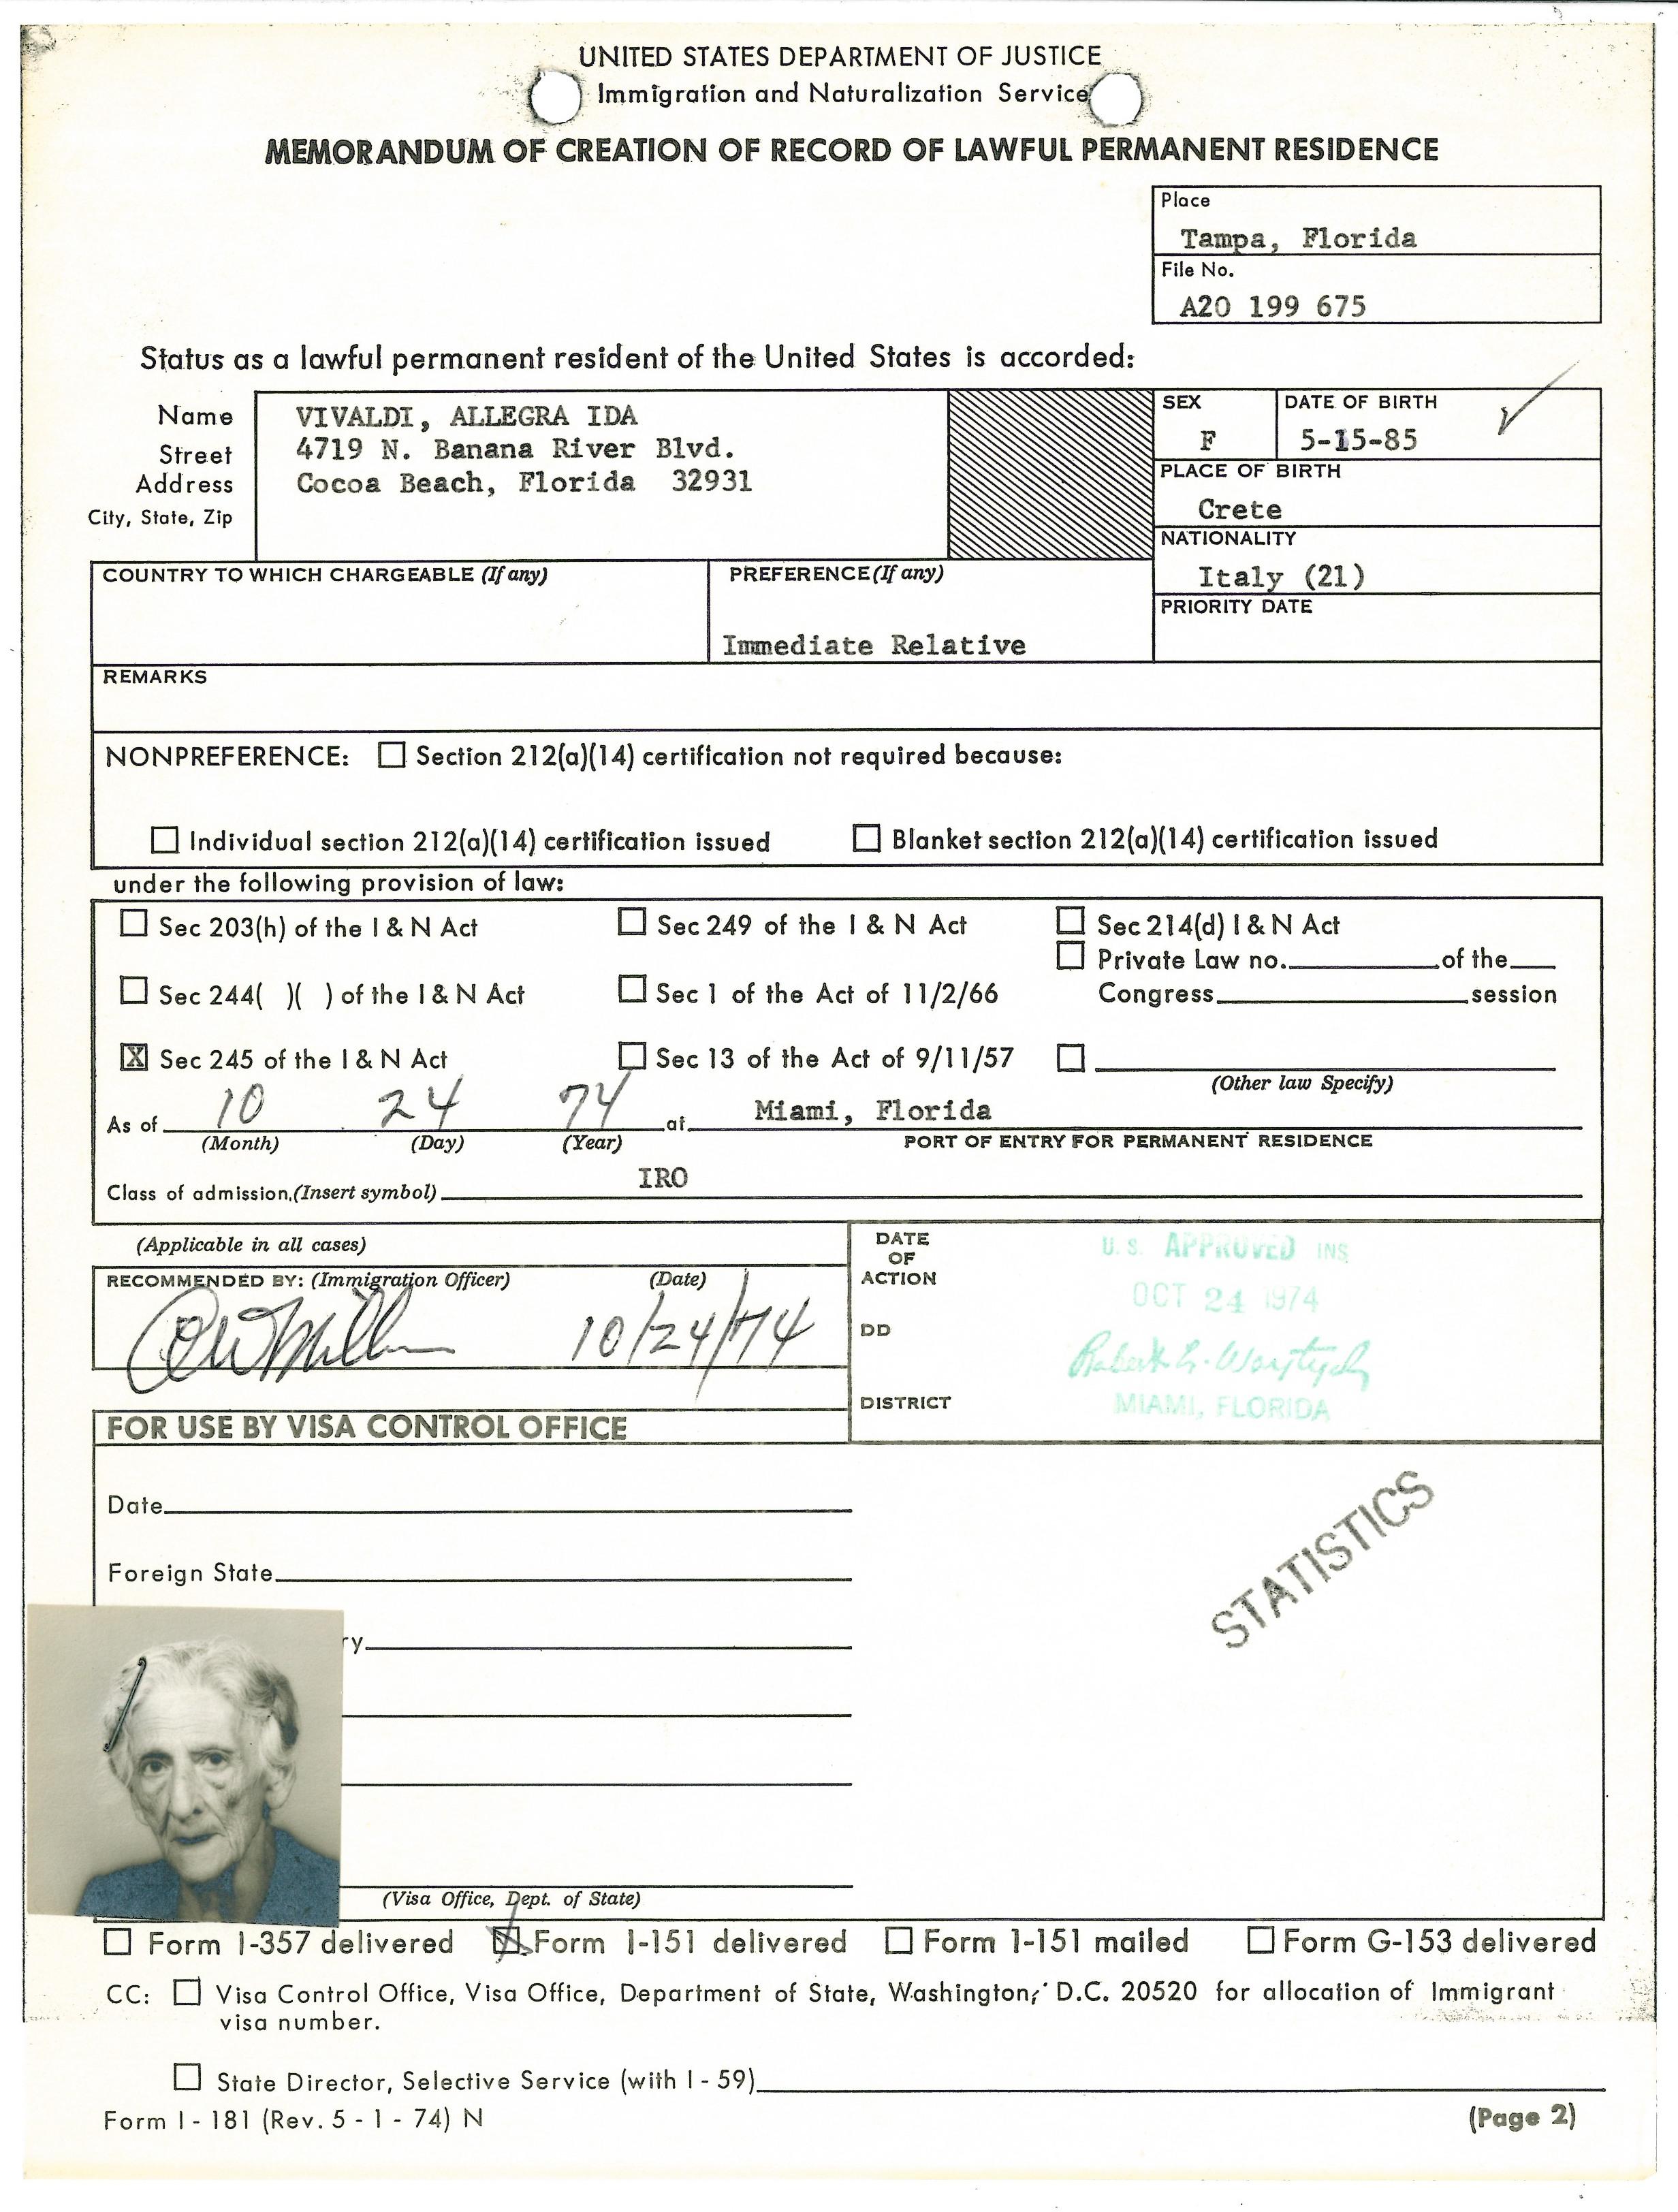 UNITED STATES DEPARTMENT OF JUSTICE
Immigration and Naturalization Service
MEMORANDUM OF CREATION OF RECORD OF LAWFUL PERMANENT RESIDENCE
Place
Tampa, Florida
File No.
A20 199 675
Status as a lawful permanent resident of the United States is accorded:
Name
Street
Address
City, State, Zip
VIVALDI, ALLEGRA IDA
4719 N. Banana River Blvd.
Cocoa Beach, Florida 32931
SEX
F
DATE OF BIRTH
5-15-85
PLACE OF BIRTH
Crete
NATIONALITY
Italy (21)
PRIORITY DATE
COUNTRY TO WHICH CHARGEABLE (If any)
PREFERENCE (If any)
Immediate Relative
REMARKS
NONPREFERENCE: Section 212(a)(14) certification not required because:
Individual section 212(a)(14) certification issued
Blanket section 212(a)(14) certification issued
under the following provision of law:
Sec 203(h) of the I & N Act
Sec 249 of the I & N Act
Sec 214(d) I & N Act
Private Law no. of the
Sec 244( )( ) of the I & N Act
Sec 1 of the Act of 11/2/66
Congress session
X Sec 245 of the I & N Act
Sec 13 of the Act of 9/11/57
(Other law Specify)
As of 10 24 74 at Miami, Florida
(Month) (Day) (Year) PORT OF ENTRY FOR PERMANENT RESIDENCE
Class of admission, (Insert symbol) IRO
(Applicable in all cases)
RECOMMENDED BY: (Immigration Officer) (Date)
10/24/74
DATE
OF
ACTION
DD
DISTRICT
U. S. APPROVED INS
OCT 24 1974
Robert
MIAMI, FLORIDA
FOR USE BY VISA CONTROL OFFICE
Date
Foreign State
ry
STATISTICS
(Visa Office, Dept. of State)
Form I-357 delivered
Form I-151 delivered
Form I-151 mailed
Form G-153 delivered
CC: Visa Control Office, Visa Office, Department of State, Washington, D.C. 20520 for allocation of Immigrant
visa number.
State Director, Selective Service (with I - 59)
Form I - 181 (Rev. 5 - 1 - 74) N
(Page 2)